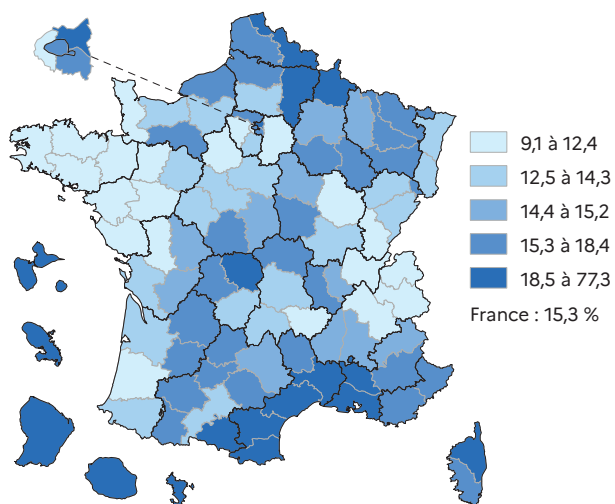 9,1 à 12,4
12,5 à 14,3
14,4 à 15,2
15,3 à 18,4
18,5 à 77,3
France : 15,3 %